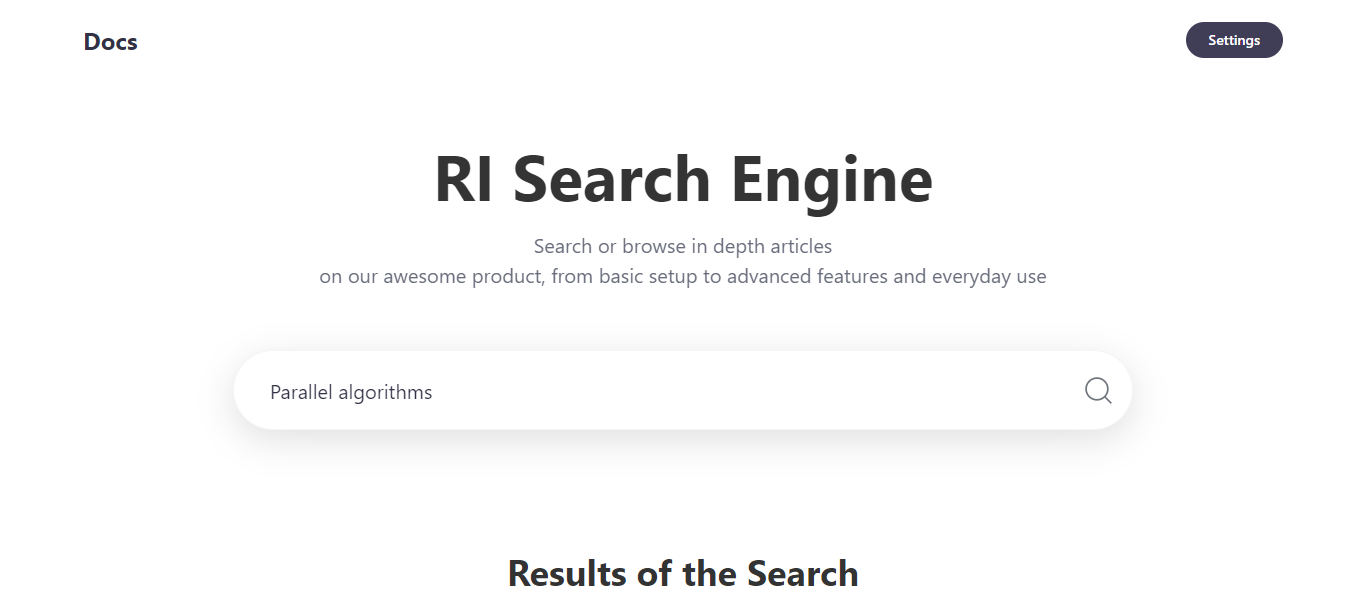 Docs
Settings
RI Search Engine
Search or browse in depth articles
on our awesome product, from basic setup to advanced features and everyday use
Parallel algorithms
Results of the Search